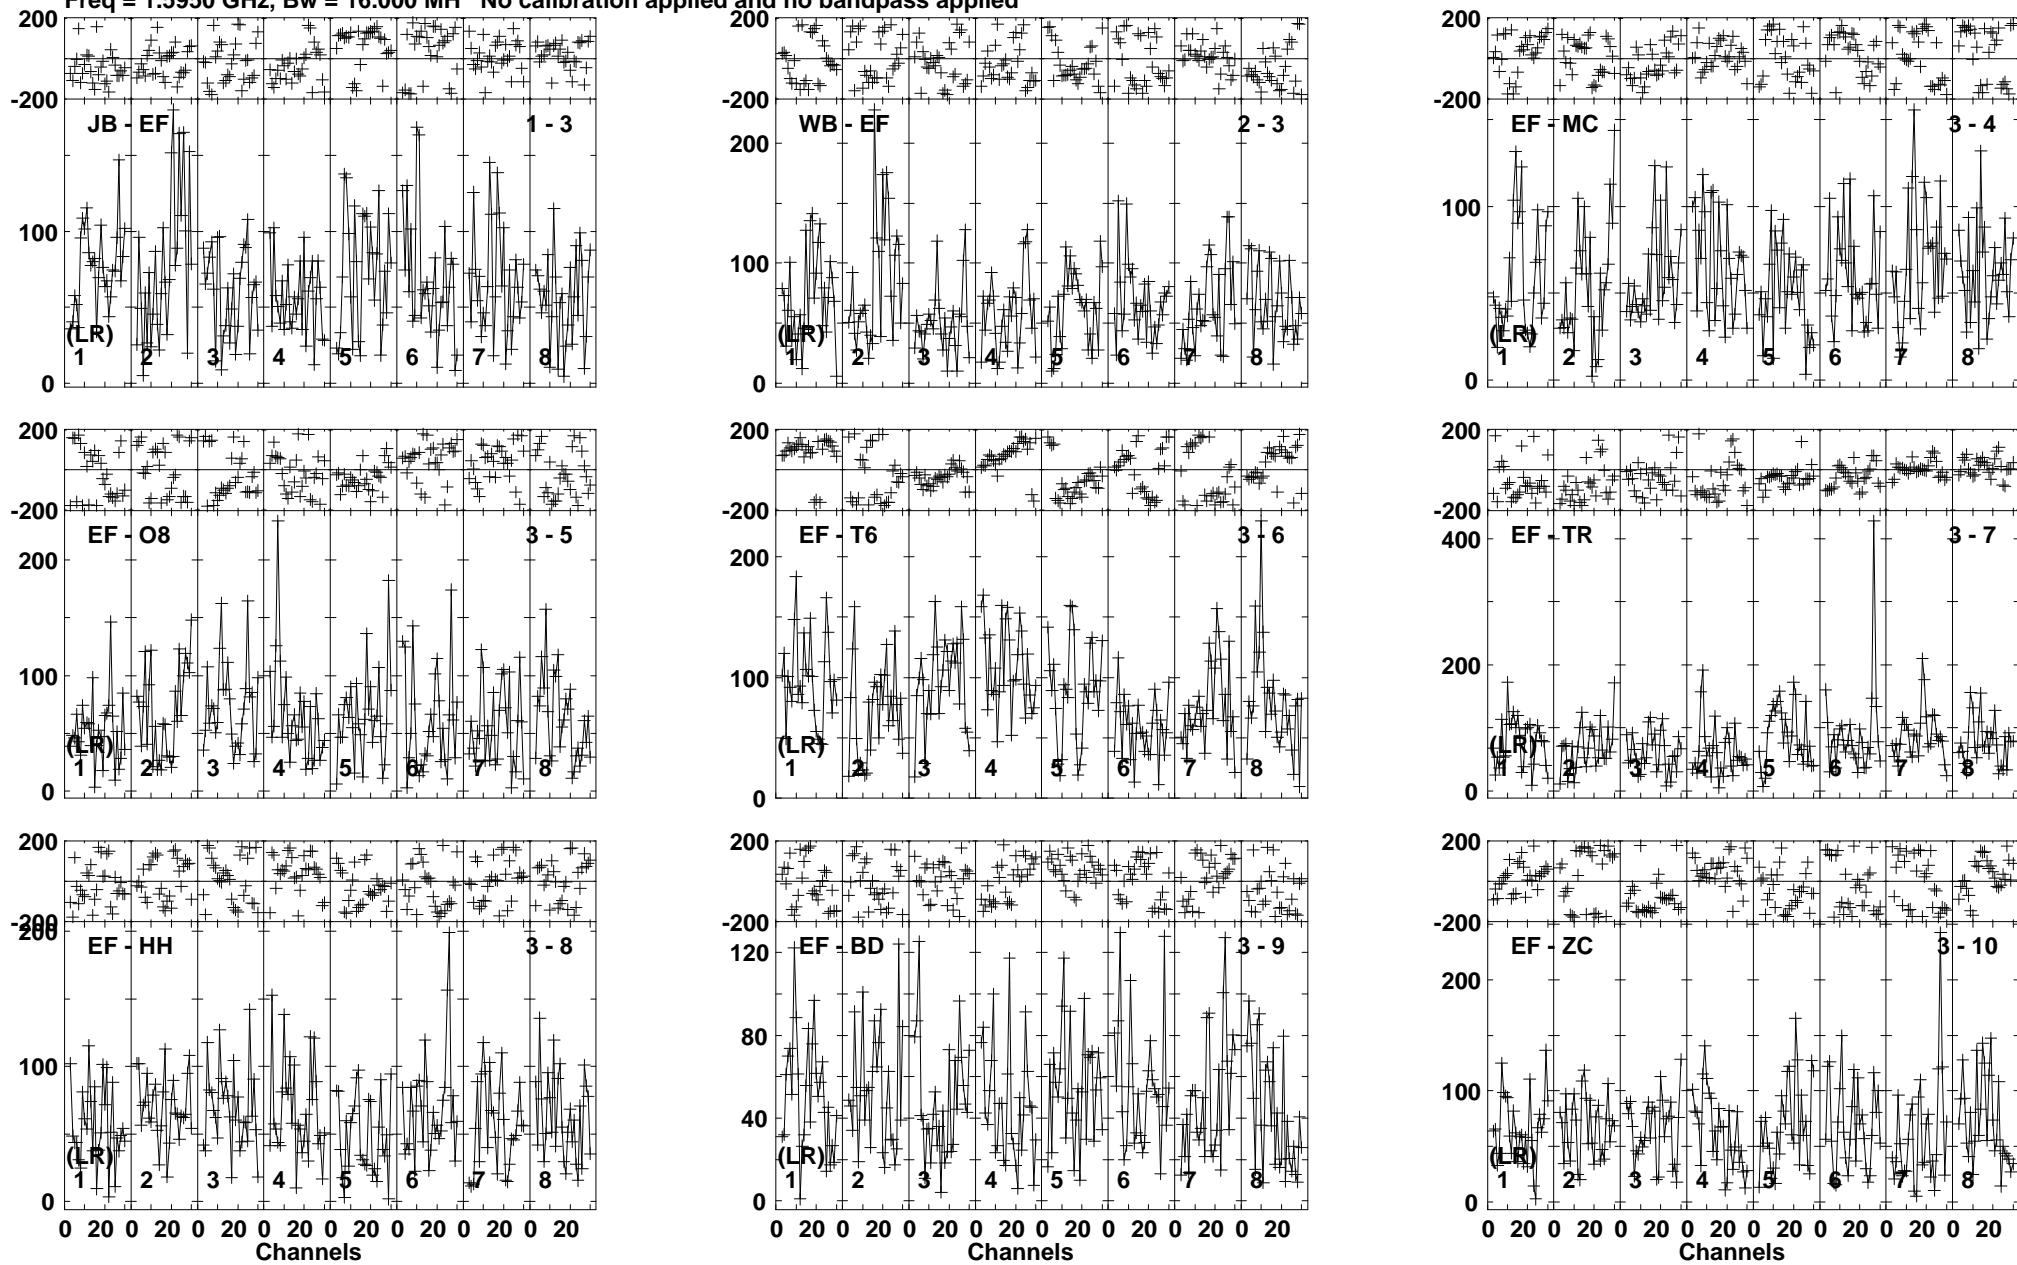 Freq = 1.5950 GHz, Bw = 16.000 MH No calibration applied and no bandpass applied
200
-200
JB - EF
1 - 3
100
0
(LR)
1 2 3 4 5 6 7 8
200
-200
WB - EF
2 - 3
200
100
0
(LR)
1 2 3 4 5 6 7 8
200
-200
EF - MC
3 - 4
100
0
(LR)
1 2 3 4 5 6 7 8
200
-200
EF - O8
3 - 5
200
100
0
(LR)
1 2 3 4 5 6 7 8
200
-200
EF - T6
3 - 6
200
100
0
(LR)
1 2 3 4 5 6 7 8
200
-200
EF - TR
3 - 7
400
200
0
(LR)
1 2 3 4 5 6 7 8
200
-200
200
EF - HH
3 - 8
100
0
(LR)
1 2 3 4 5 6 7 8
0 20 0 20 0 20 0 20 0 20 0 20 0 20 0 20
Channels
200
-200
EF - BD
3 - 9
120
80
40
0
(LR)
1 2 3 4 5 6 7 8
0 20 0 20 0 20 0 20 0 20 0 20 0 20 0 20
Channels
200
-200
EF - ZC
3 - 10
200
100
0
(LR)
1 2 3 4 5 6 7 8
0 20 0 20 0 20 0 20 0 20 0 20 0 20 0 20
Channels